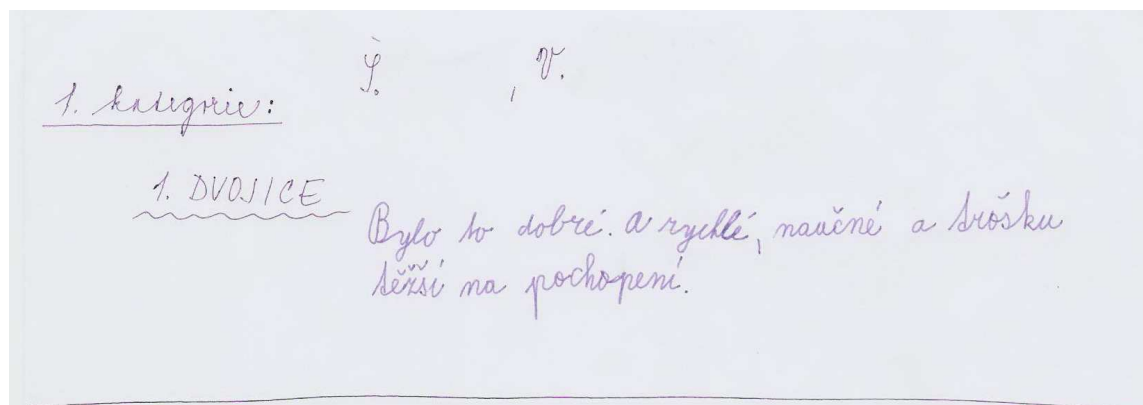 Š. , V.
1. kategorie:
1. DVOJICE
Bylo to dobré. a rychlé, naučné a trošku
těžší na pochopení.